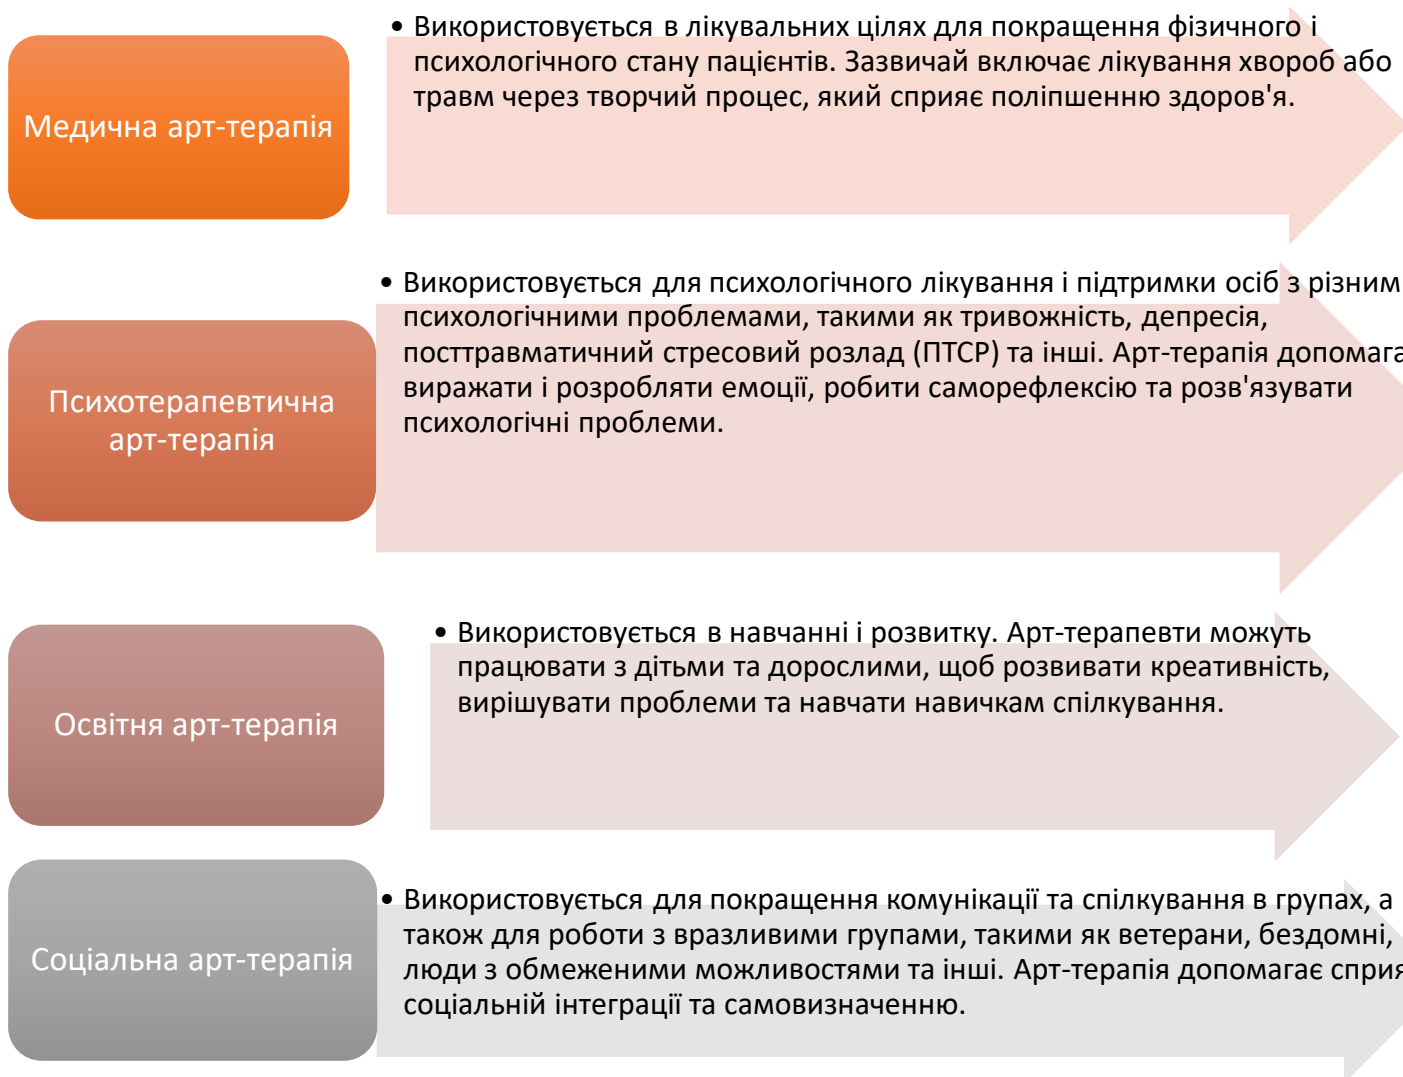 Медична арт-терапія
• Використовується в лікувальних цілях для покращення фізичного і
психологічного стану пацієнтів. Зазвичай включає лікування хвороб або
травм через творчий процес, який сприяє поліпшенню здоров'я.
Психотерапевтична
арт-терапія
• Використовується для психологічного лікування і підтримки осіб з різним
психологічними проблемами, такими як тривожність, депресія,
посттравматичний стресовий розлад (ПТСР) та інші. Арт-терапія допомага
виражати і розробляти емоції, робити саморефлексію та розв'язувати
психологічні проблеми.
Освітня арт-терапія
• Використовується в навчанні і розвитку. Арт-терапевти можуть
працювати з дітьми та дорослими, щоб розвивати креативність,
вирішувати проблеми та навчати навичкам спілкування.
Соціальна арт-терапія
• Використовується для покращення комунікації та спілкування в групах, а
також для роботи з вразливими групами, такими як ветерани, бездомні,
люди з обмеженими можливостями та інші. Арт-терапія допомагає сприя
соціальній інтеграції та самовизначенню.